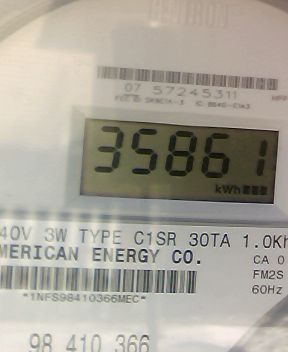 CENTRON
07 57245311
35861
kWh
40V 3W TYPE C1SR 30TA 1.0Kh
MERICAN ENERGY CO.
CA 0
FM2S
60Hz
*1NFS98410366MEC*
98 410 366